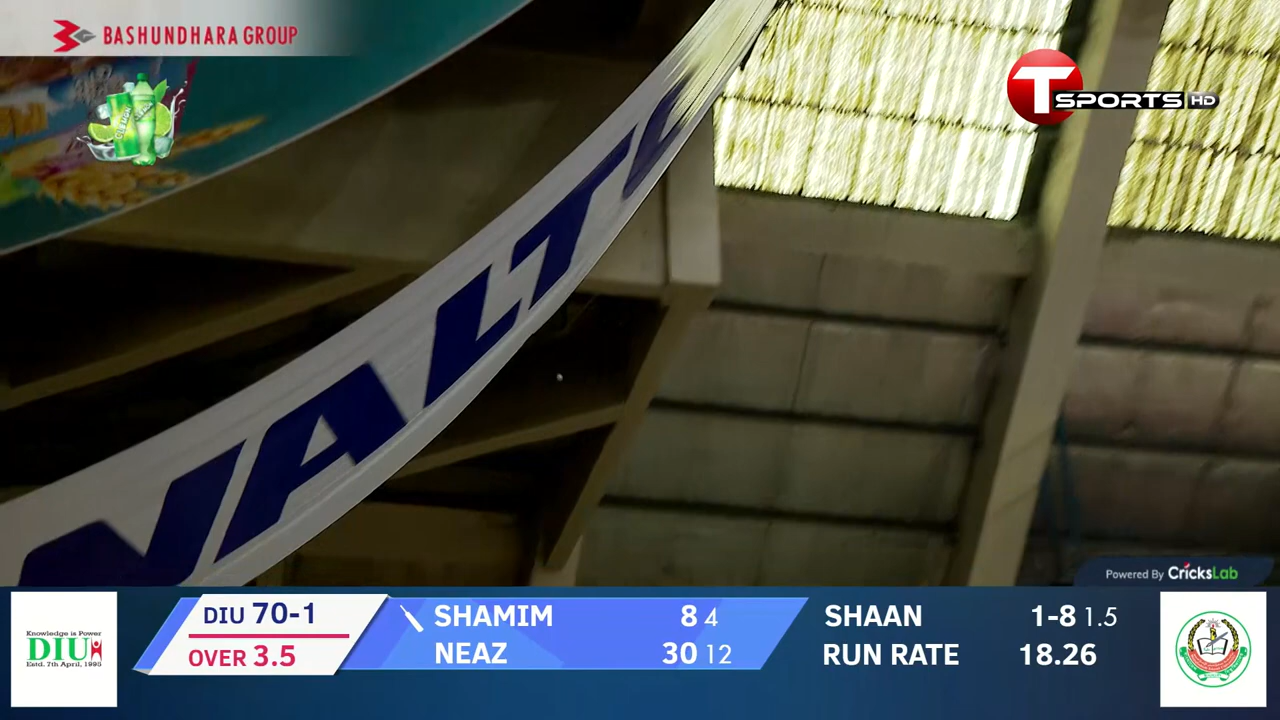 BASHUNDHARA GROUP
T SPORTS HD
WALT
Powered By CricksLab
Knowledge is Power
DIU
Estd. 7th April, 1995
DIU 70-1
OVER 3.5
SHAMIM 8 4
NEAZ 30 12
SHAAN 1-8 1.5
RUN RATE 18.26